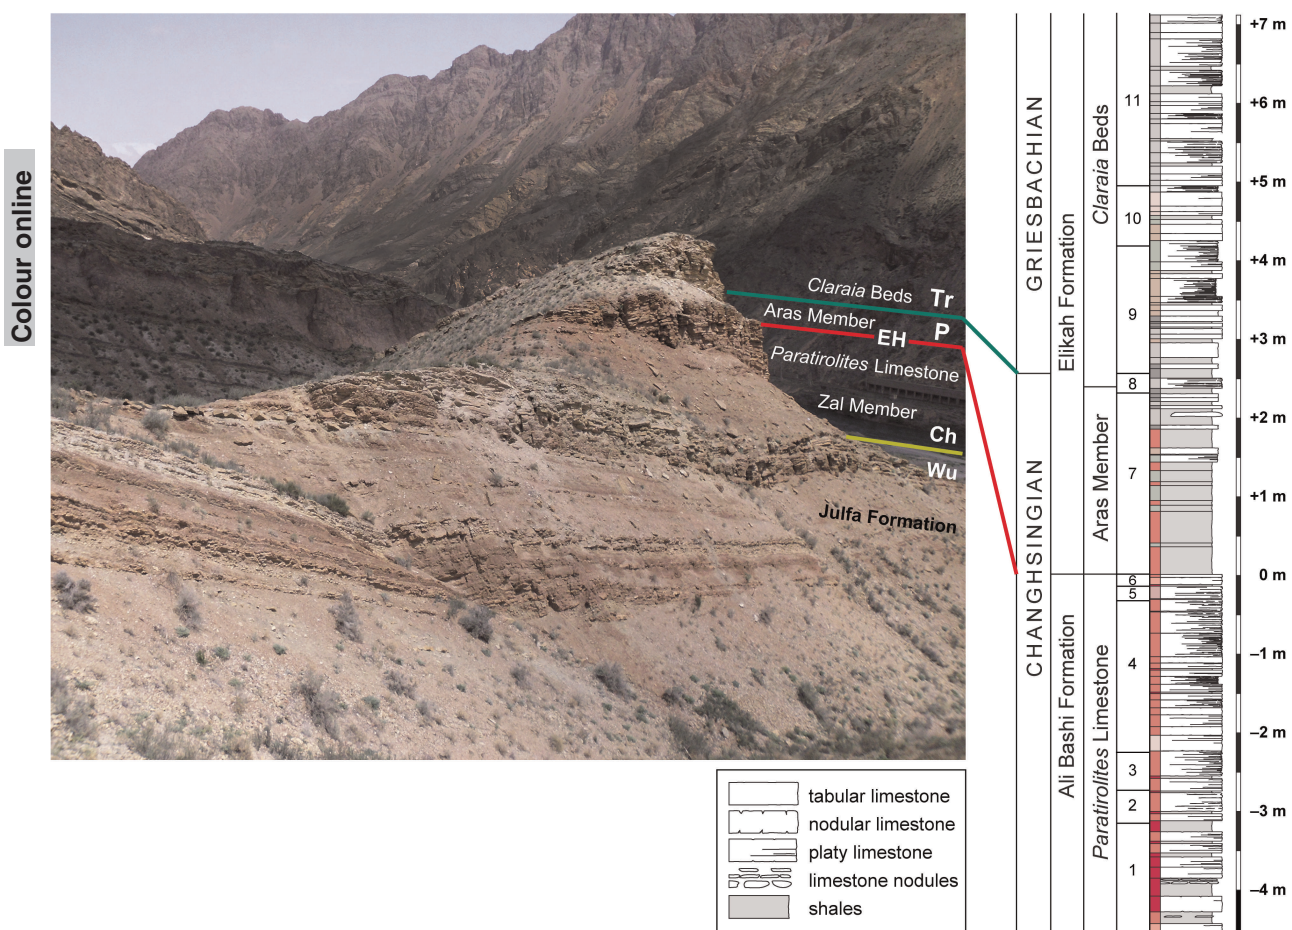 Colour online
Claraia Beds Tr
Aras Member EH P
Paratirolites Limestone
Zal Member
Ch
Wu
Julfa Formation
GRIESBACHIAN
CHANGHSINGIAN
Elikah Formation
Ali Bashi Formation
Claraia Beds
Aras Member
Paratirolites Limestone
11
10
9
8
7
6
5
4
3
2
1
+7 m
+6 m
+5 m
+4 m
+3 m
+2 m
+1 m
0 m
–1 m
–2 m
–3 m
–4 m
tabular limestone
nodular limestone
platy limestone
limestone nodules
shales